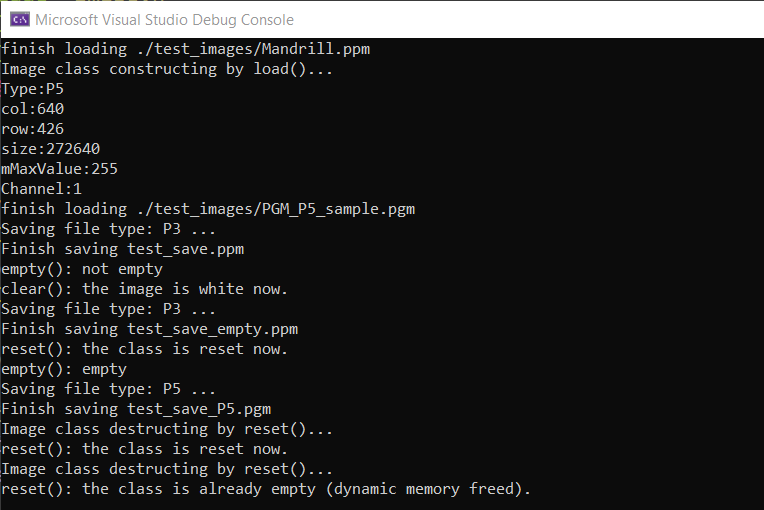 Microsoft Visual Studio Debug Console
finish loading ./test_images/Mandrill.ppm
Image class constructing by load()...
Type:P5
col:640
row:426
size:272640
mMaxValue:255
Channel:1
finish loading ./test_images/PGM_P5_sample.pgm
Saving file type: P3 ...
Finish saving test_save.ppm
empty(): not empty
clear(): the image is white now.
Saving file type: P3 ...
Finish saving test_save_empty.ppm
reset(): the class is reset now.
empty(): empty
Saving file type: P5 ...
Finish saving test_save_P5.pgm
Image class destructing by reset()...
reset(): the class is reset now.
Image class destructing by reset()...
reset(): the class is already empty (dynamic memory freed).